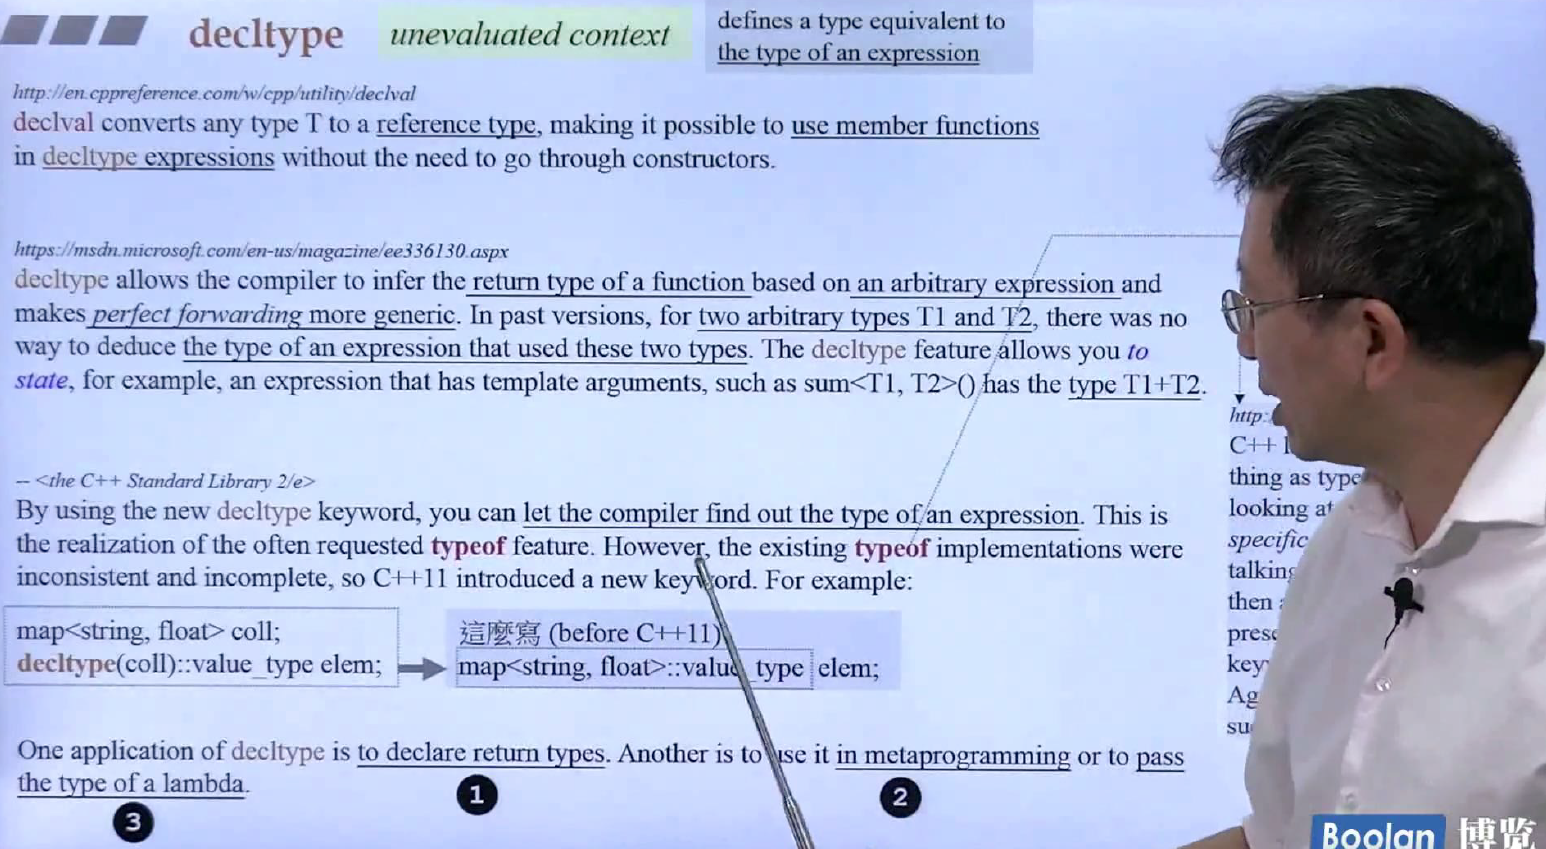 decltype
unevaluated context
defines a type equivalent to
the type of an expression
http://en.cppreference.com/w/cpp/utility/declval
declval converts any type T to a reference type, making it possible to use member functions
in decltype expressions without the need to go through constructors.
https://msdn.microsoft.com/en-us/magazine/ee336130.aspx
decltype allows the compiler to infer the return type of a function based on an arbitrary expression and
makes perfect forwarding more generic. In past versions, for two arbitrary types T1 and T2, there was no
way to deduce the type of an expression that used these two types. The decltype feature allows you to
state, for example, an expression that has template arguments, such as sum<T1, T2>() has the type T1+T2.
-- <the C++ Standard Library 2/e>
By using the new decltype keyword, you can let the compiler find out the type of an expression. This is
the realization of the often requested typeof feature. However, the existing typeof implementations were
inconsistent and incomplete, so C++11 introduced a new keyword. For example:
map<string, float> coll;
decltype(coll)::value_type elem;
這麼寫 (before C++11)
map<string, float>::value_type elem;
One application of decltype is to declare return types. Another is to use it in metaprogramming or to pass
the type of a lambda.
1
2
3
http:
C++
thing as type
looking at
specific
talking
then
key
Boolan 博览